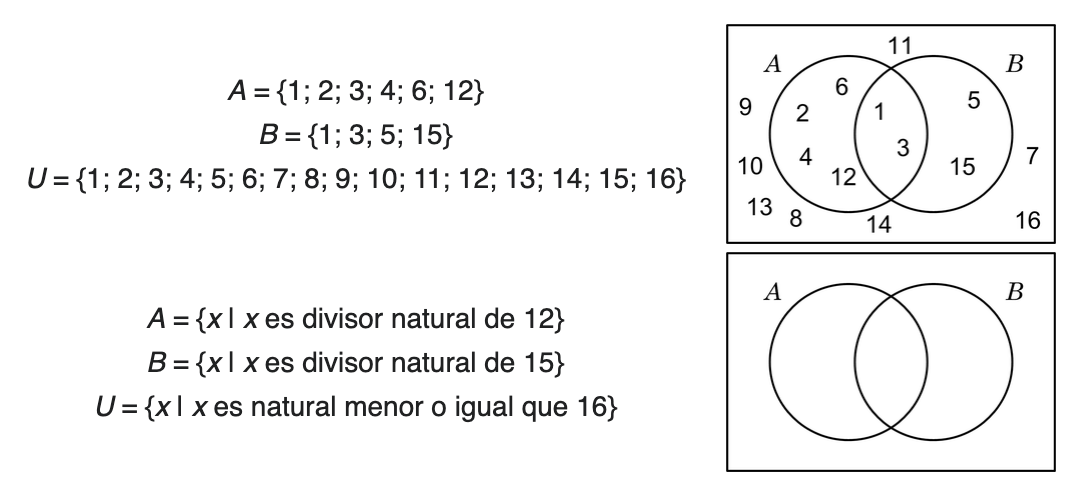 A = {1; 2; 3; 4; 6; 12}
B = {1; 3; 5; 15}
U = {1; 2; 3; 4; 5; 6; 7; 8; 9; 10; 11; 12; 13; 14; 15; 16}
11
A
B
6
9
2
1
5
4
3
7
10
12
15
13
8
14
16
A = {x | x es divisor natural de 12}
B = {x | x es divisor natural de 15}
U = {x | x es natural menor o igual que 16}
A
B